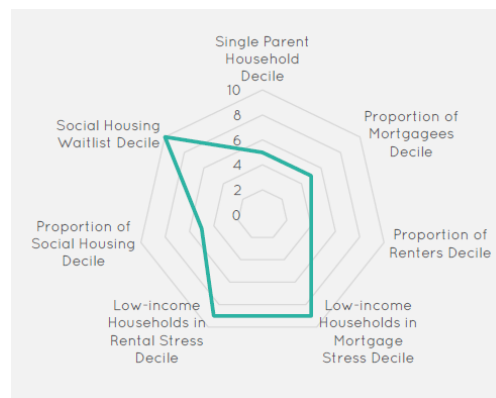 Single Parent
Household
Decile
10
8
6
4
2
0
Proportion of
Mortgagees
Decile
Social Housing
Waitlist Decile
Proportion of
Social Housing
Decile
Proportion of
Renters Decile
Low-income
Households in
Rental Stress
Decile
Low-income
Households in
Mortgage
Stress Decile